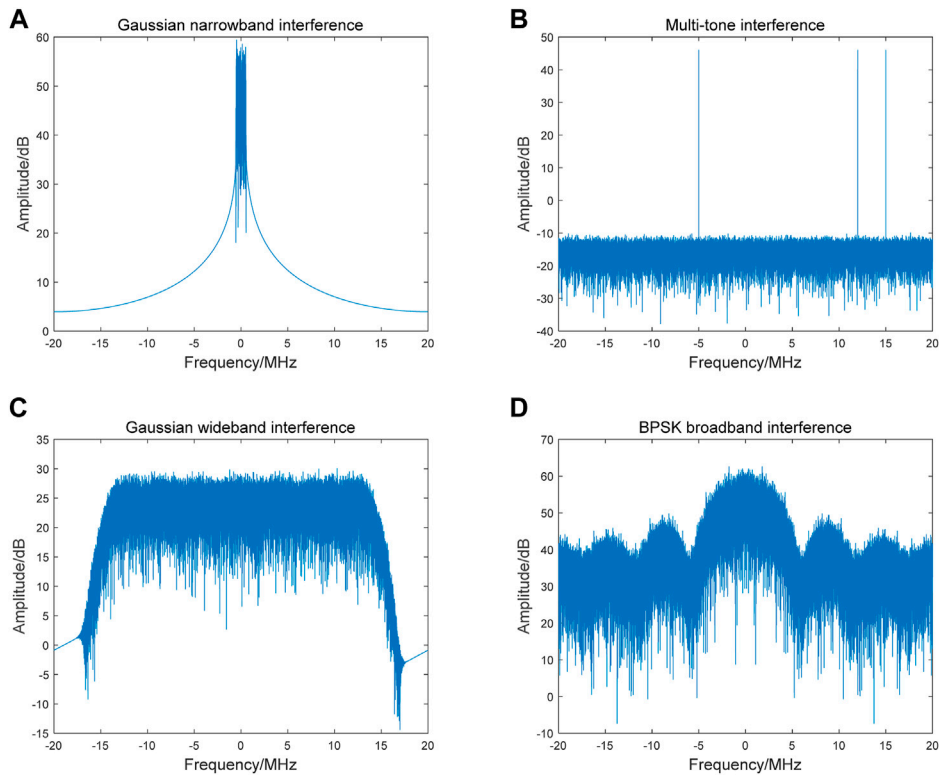 A
Gaussian narrowband interference
60
50
40
30
20
10
0
Amplitude/dB
-20 -15 -10 -5 0 5 10 15 20
Frequency/MHz
B
Multi-tone interference
50
40
30
20
10
0
-10
-20
-30
-40
Amplitude/dB
-20 -15 -10 -5 0 5 10 15 20
Frequency/MHz
C
Gaussian wideband interference
35
30
25
20
15
10
5
0
-5
-10
-15
Amplitude/dB
-20 -15 -10 -5 0 5 10 15 20
Frequency/MHz
D
BPSK broadband interference
70
60
50
40
30
20
10
0
-10
Amplitude/dB
-20 -15 -10 -5 0 5 10 15 20
Frequency/MHz